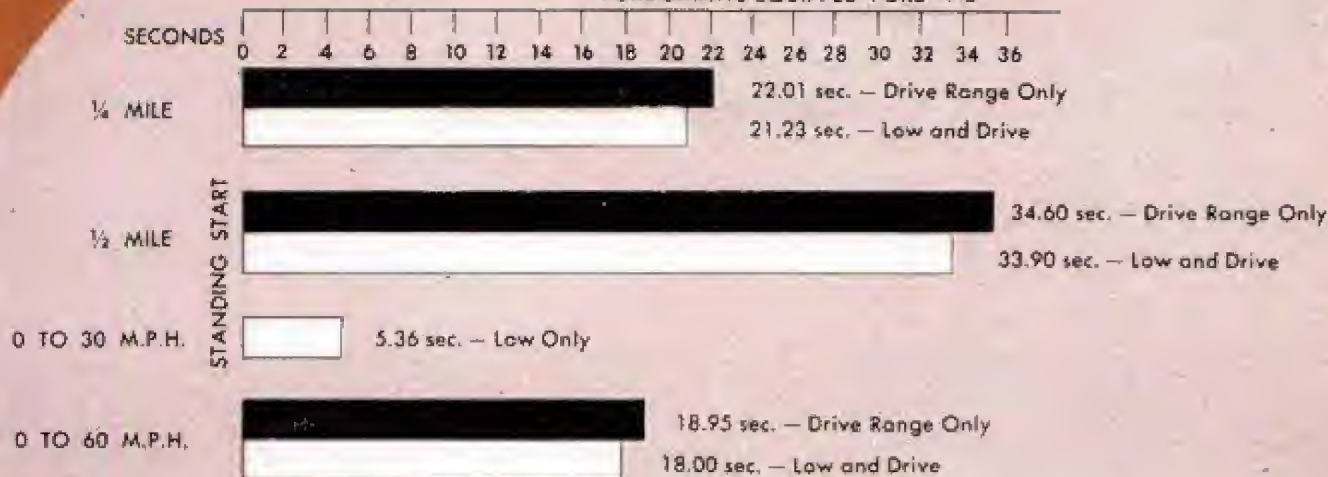 SECONDS 0 2 4 6 8 10 12 14 16 18 20 22 24 26 28 30 32 34 36
¼ MILE
22.01 sec. — Drive Range Only
21.23 sec. — Low and Drive
STANDING START
½ MILE
34.60 sec. — Drive Range Only
33.90 sec. — Low and Drive
0 TO 30 M.P.H.
5.36 sec. — Low Only
0 TO 60 M.P.H.
18.95 sec. — Drive Range Only
18.00 sec. — Low and Drive